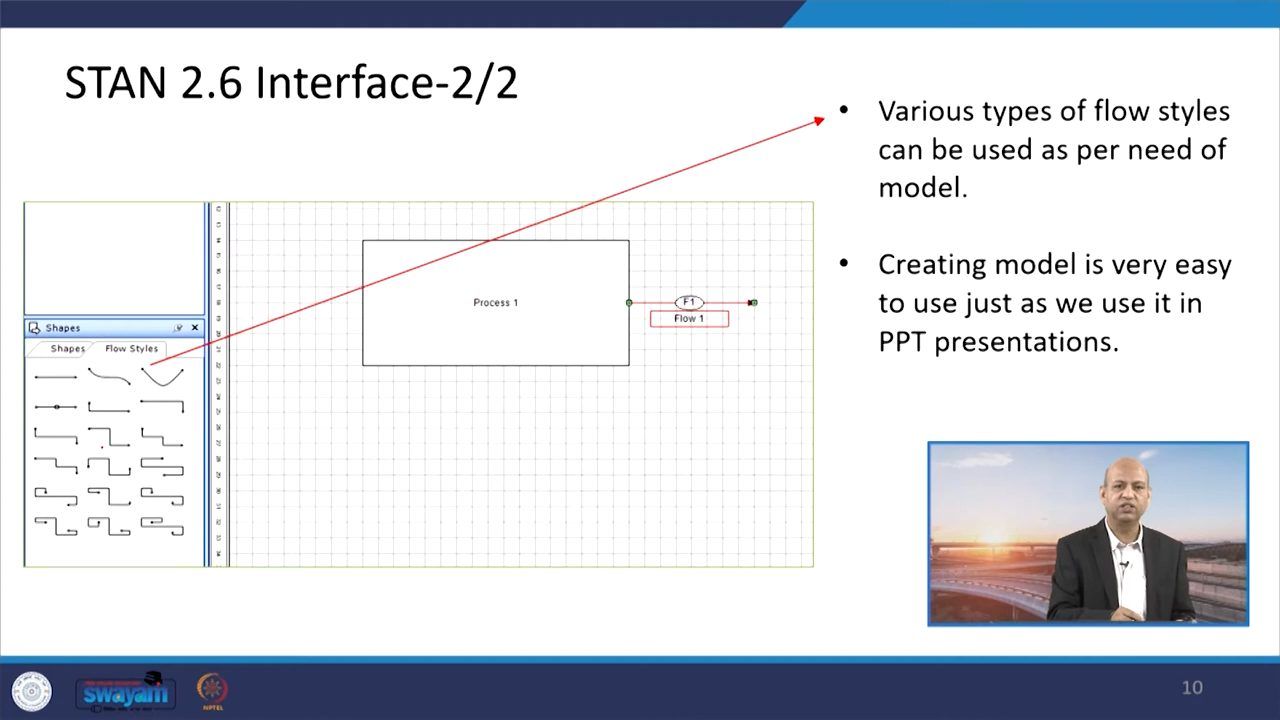 STAN 2.6 Interface-2/2
• Various types of flow styles
can be used as per need of
model.
• Creating model is very easy
to use just as we use it in
PPT presentations.
Shapes
Shapes
Flow Styles
Process 1
F1
Flow 1
swayam
NPTEL
10